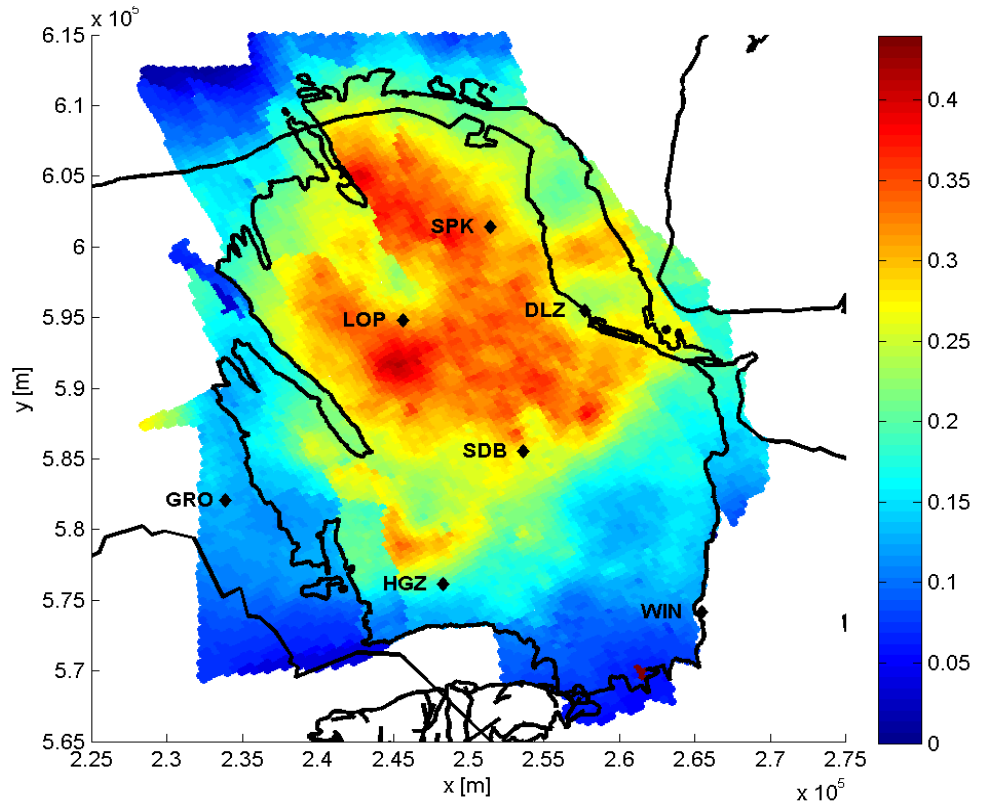 x 10^5
6.15
6.1
6.05
6
5.95
5.9
5.85
5.8
5.75
5.7
5.65
y [m]
SPK
DLZ
LOP
SDB
GRO
HGZ
WIN
0.4
0.35
0.3
0.25
0.2
0.15
0.1
0.05
0
2.25 2.3 2.35 2.4 2.45 2.5 2.55 2.6 2.65 2.7 2.75
x [m]
x 10^5